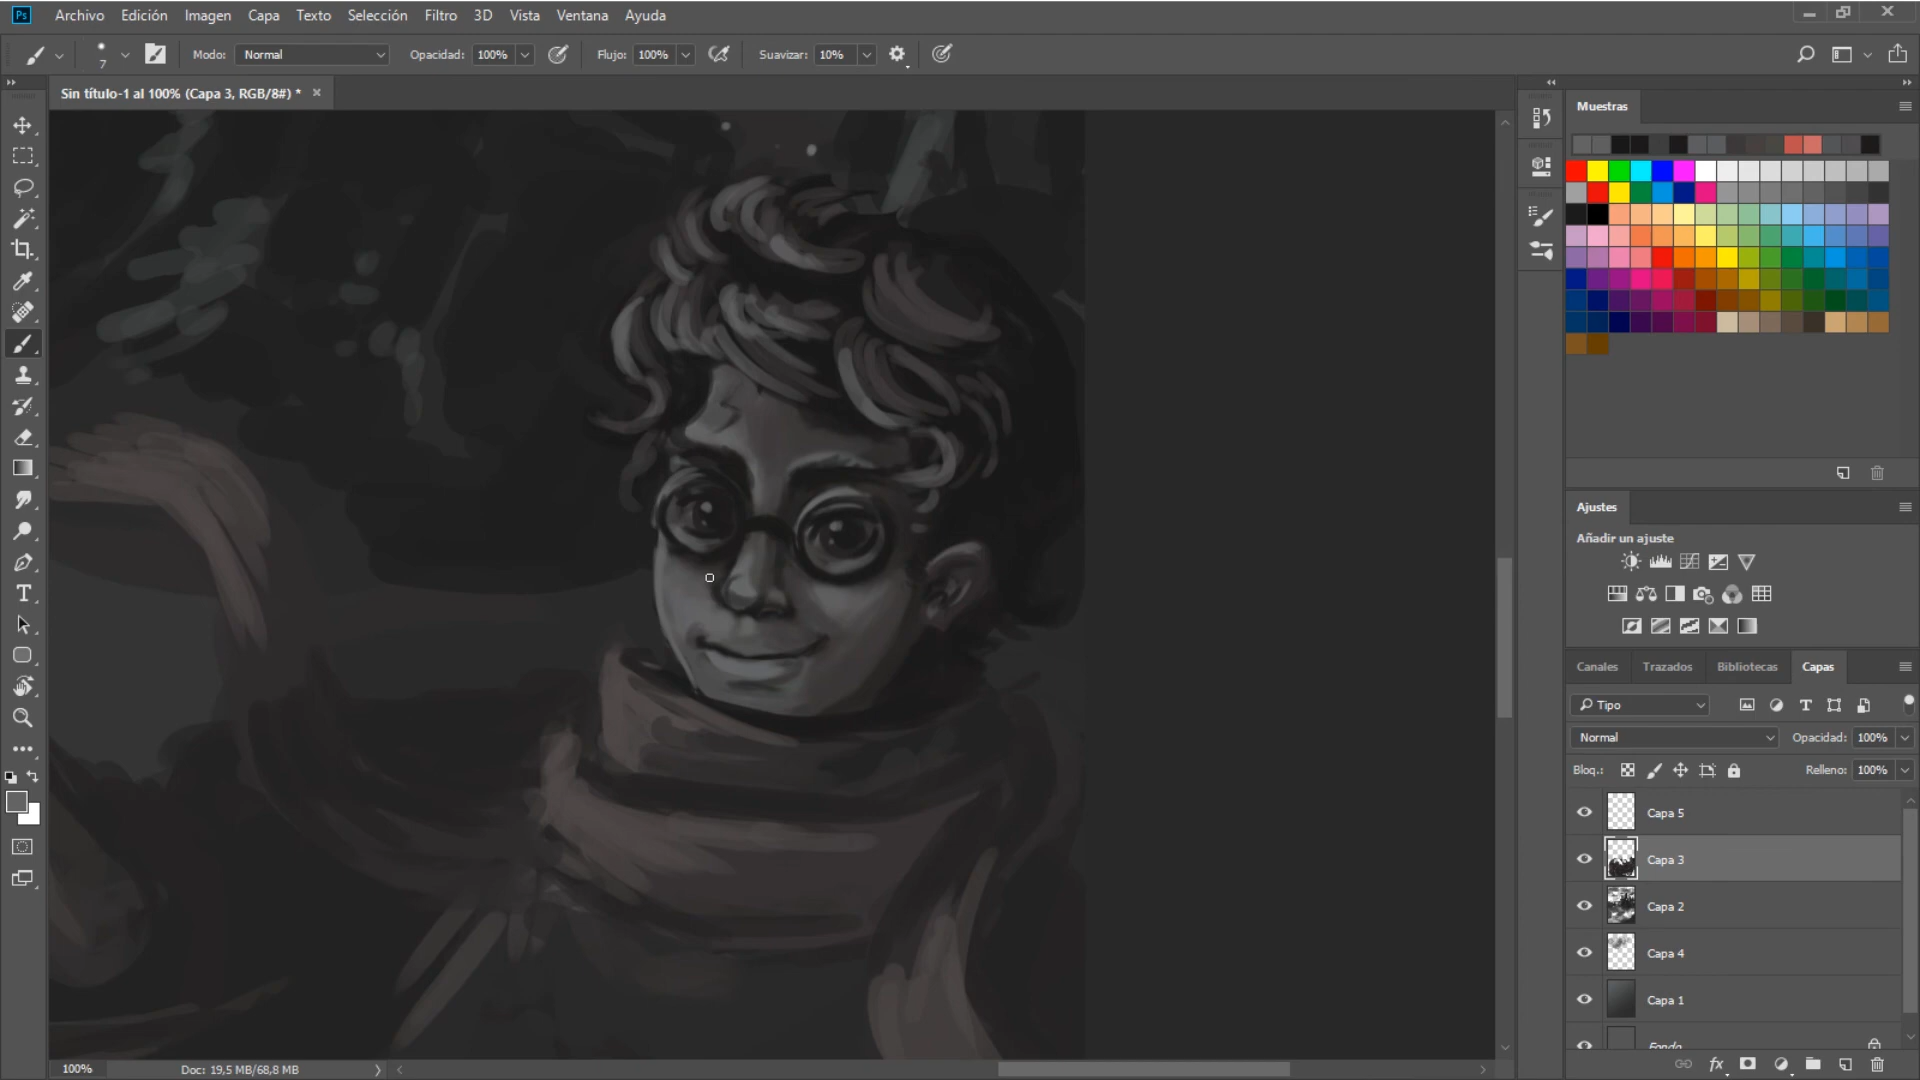 Ps Archivo Edición Imagen Capa Texto Selección Filtro 3D Vista Ventana Ayuda
7 Modo: Normal Opacidad: 100% Flujo: 100% Suavizar: 10%
Sin título-1 al 100% (Capa 3, RGB/8#) *
Muestras
Ajustes
Añadir un ajuste
Canales Trazados Bibliotecas Capas
Tipo
Normal Opacidad: 100%
Bloq.: Relleno: 100%
Capa 5
Capa 3
Capa 2
Capa 4
Capa 1
Fondo
100% Doc: 19,5 MB/68,8 MB